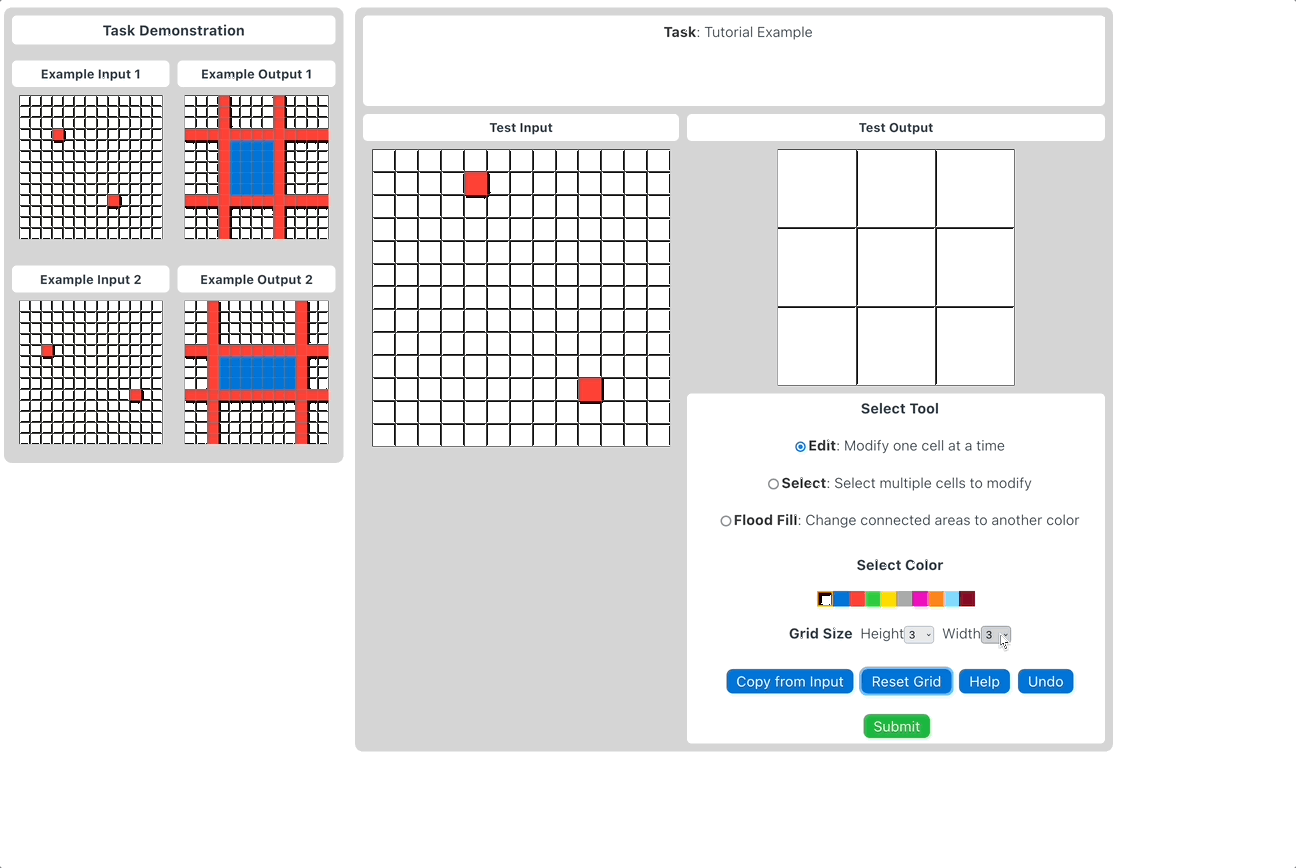 Task Demonstration
Example Input 1
Example Output 1
Example Input 2
Example Output 2
Task: Tutorial Example
Test Input
Test Output
Select Tool
Edit: Modify one cell at a time
Select: Select multiple cells to modify
Flood Fill: Change connected areas to another color
Select Color
Grid Size Height 3 Width 3
Copy from Input Reset Grid Help Undo
Submit